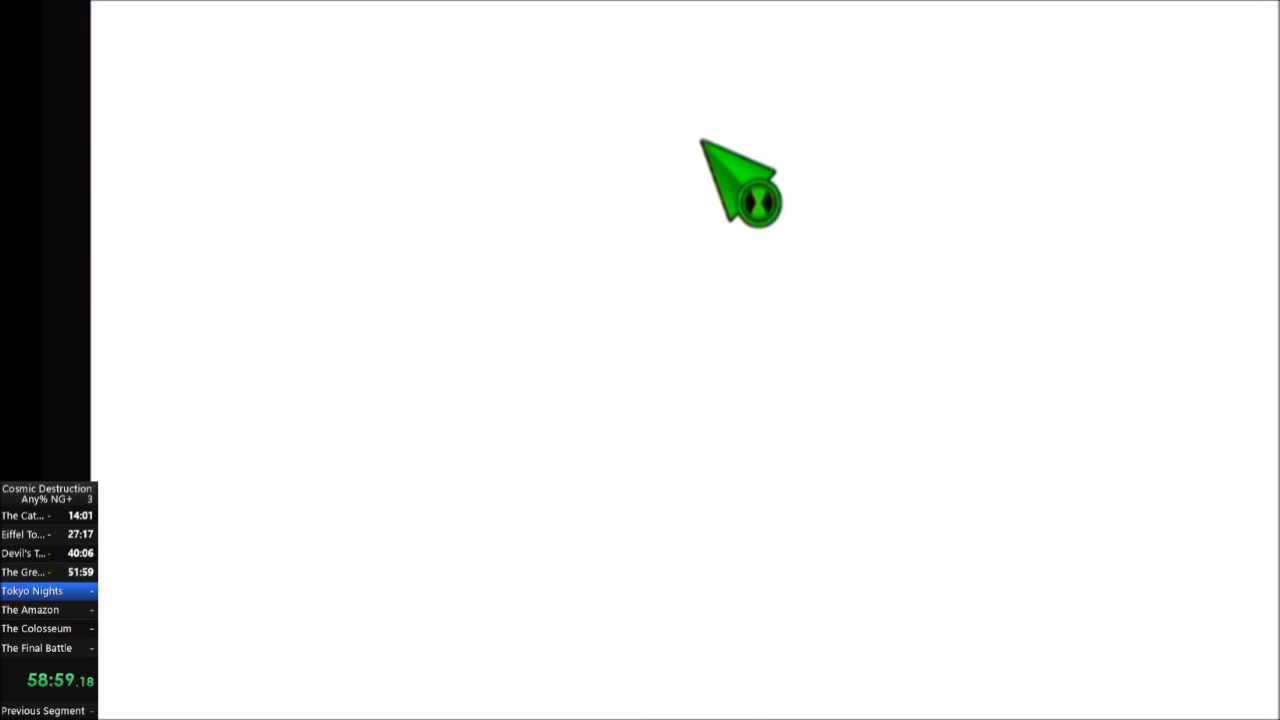 Cosmic Destruction
Any% NG+ 3
The Cat... - 14:01
Eiffel To... - 27:17
Devil's T... - 40:06
The Gre... - 51:59
Tokyo Nights -
The Amazon -
The Colosseum -
The Final Battle -
58:59.18
Previous Segment -